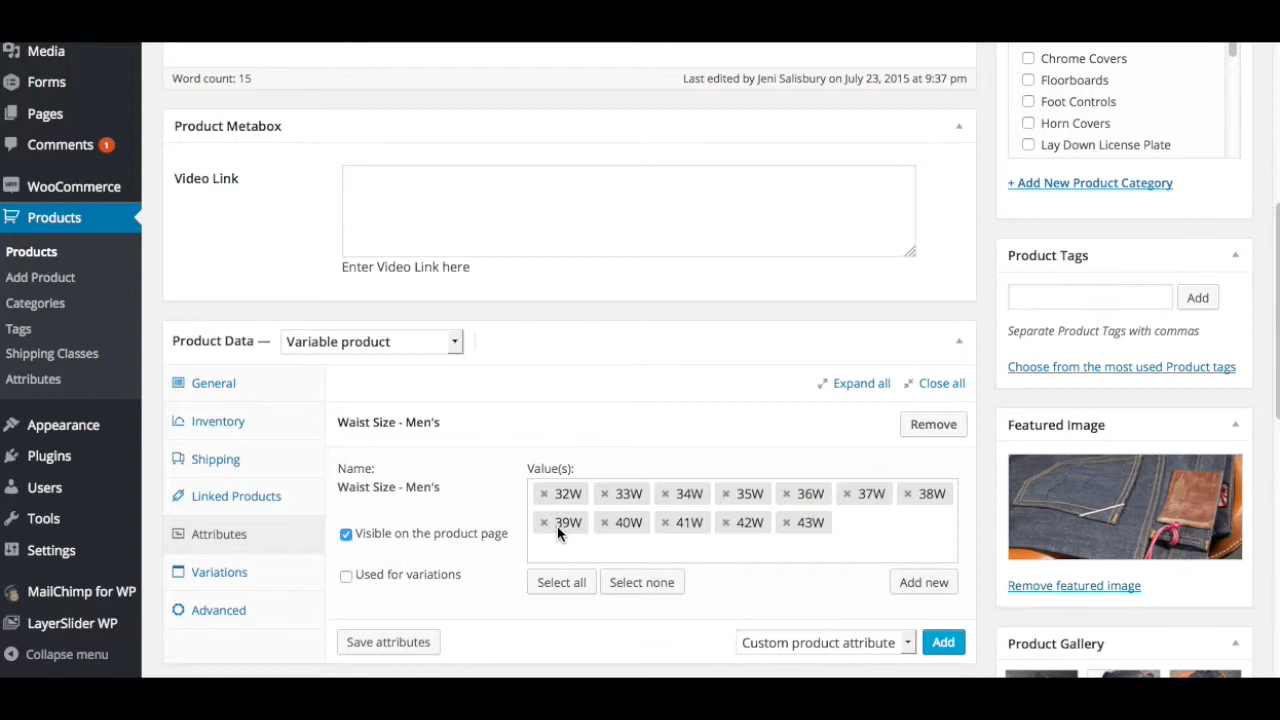 Media
Forms
Pages
Comments 1
WooCommerce
Products
Products
Add Product
Categories
Tags
Shipping Classes
Attributes
Appearance
Plugins
Users
Tools
Settings
MailChimp for WP
LayerSlider WP
Collapse menu
Word count: 15
Last edited by Jeni Salisbury on July 23, 2015 at 9:37 pm
Product Metabox
Video Link
Enter Video Link here
Product Data — Variable product
General
Inventory
Shipping
Linked Products
Attributes
Variations
Advanced
Expand all Close all
Waist Size - Men's
Remove
Name:
Waist Size - Men's
Visible on the product page
Used for variations
Value(s):
× 32W × 33W × 34W × 35W × 36W × 37W × 38W
× 39W × 40W × 41W × 42W × 43W
Select all Select none Add new
Save attributes Custom product attribute Add
Chrome Covers
Floorboards
Foot Controls
Horn Covers
Lay Down License Plate
+ Add New Product Category
Product Tags
Add
Separate Product Tags with commas
Choose from the most used Product tags
Featured Image
Remove featured image
Product Gallery